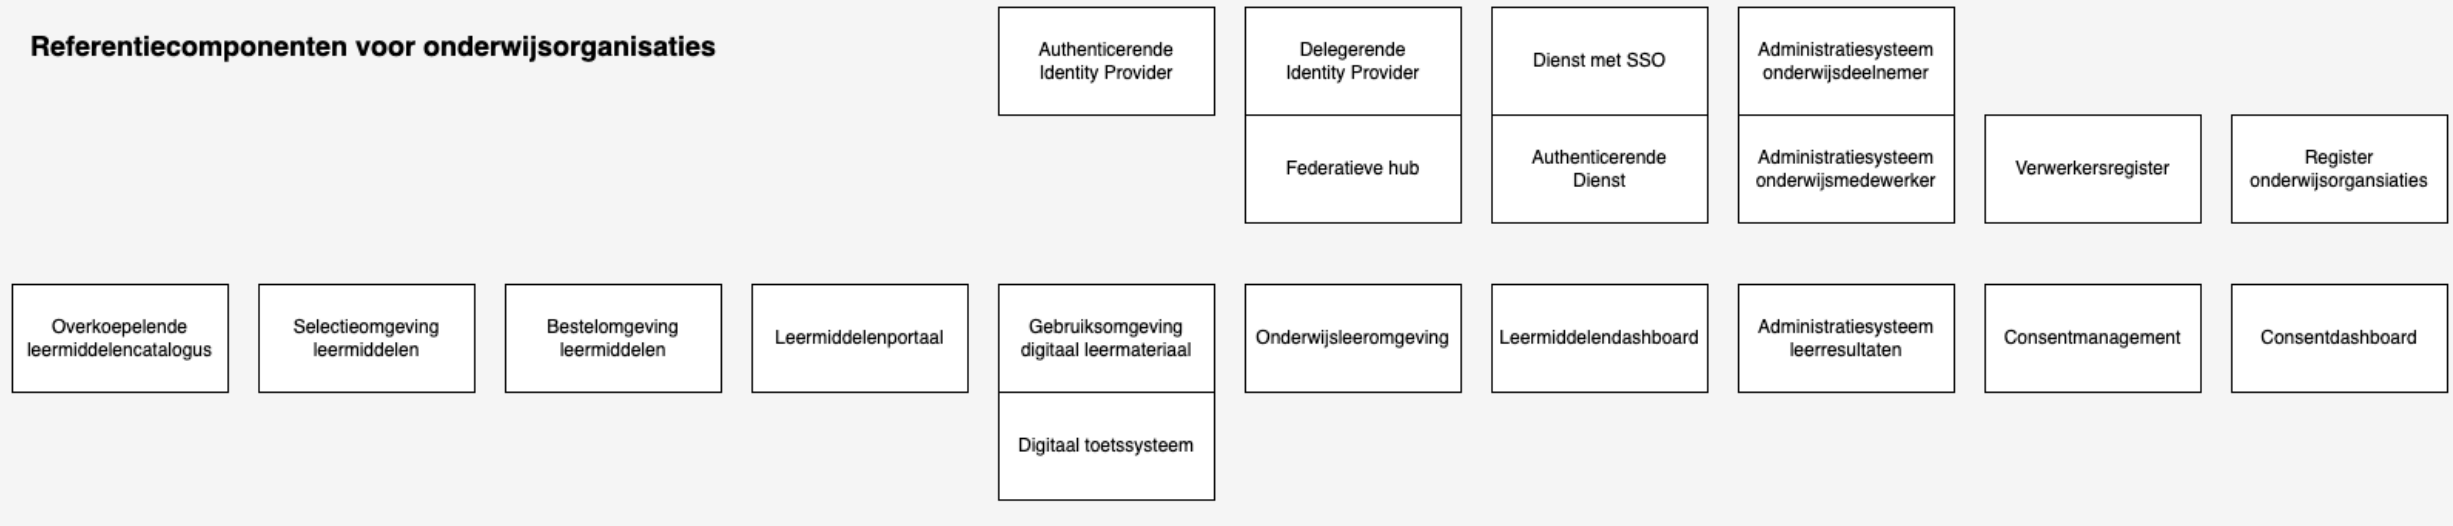 Referentiecomponenten voor onderwijsorganisaties
Authenticerende
Identity Provider
Delegerende
Identity Provider
Dienst met SSO
Administratiesysteem
onderwijsdeelnemer
Federatieve hub
Authenticerende
Dienst
Administratiesysteem
onderwijsmedewerker
Verwerkersregister
Register
onderwijsorgansiaties
Overkoepelende
leermiddelencatalogus
Selectieomgeving
leermiddelen
Bestelomgeving
leermiddelen
Leermiddelenportaal
Gebruiksomgeving
digitaal leermateriaal
Onderwijsleeromgeving
Leermiddelendashboard
Administratiesysteem
leerresultaten
Consentmanagement
Consentdashboard
Digitaal toetssysteem